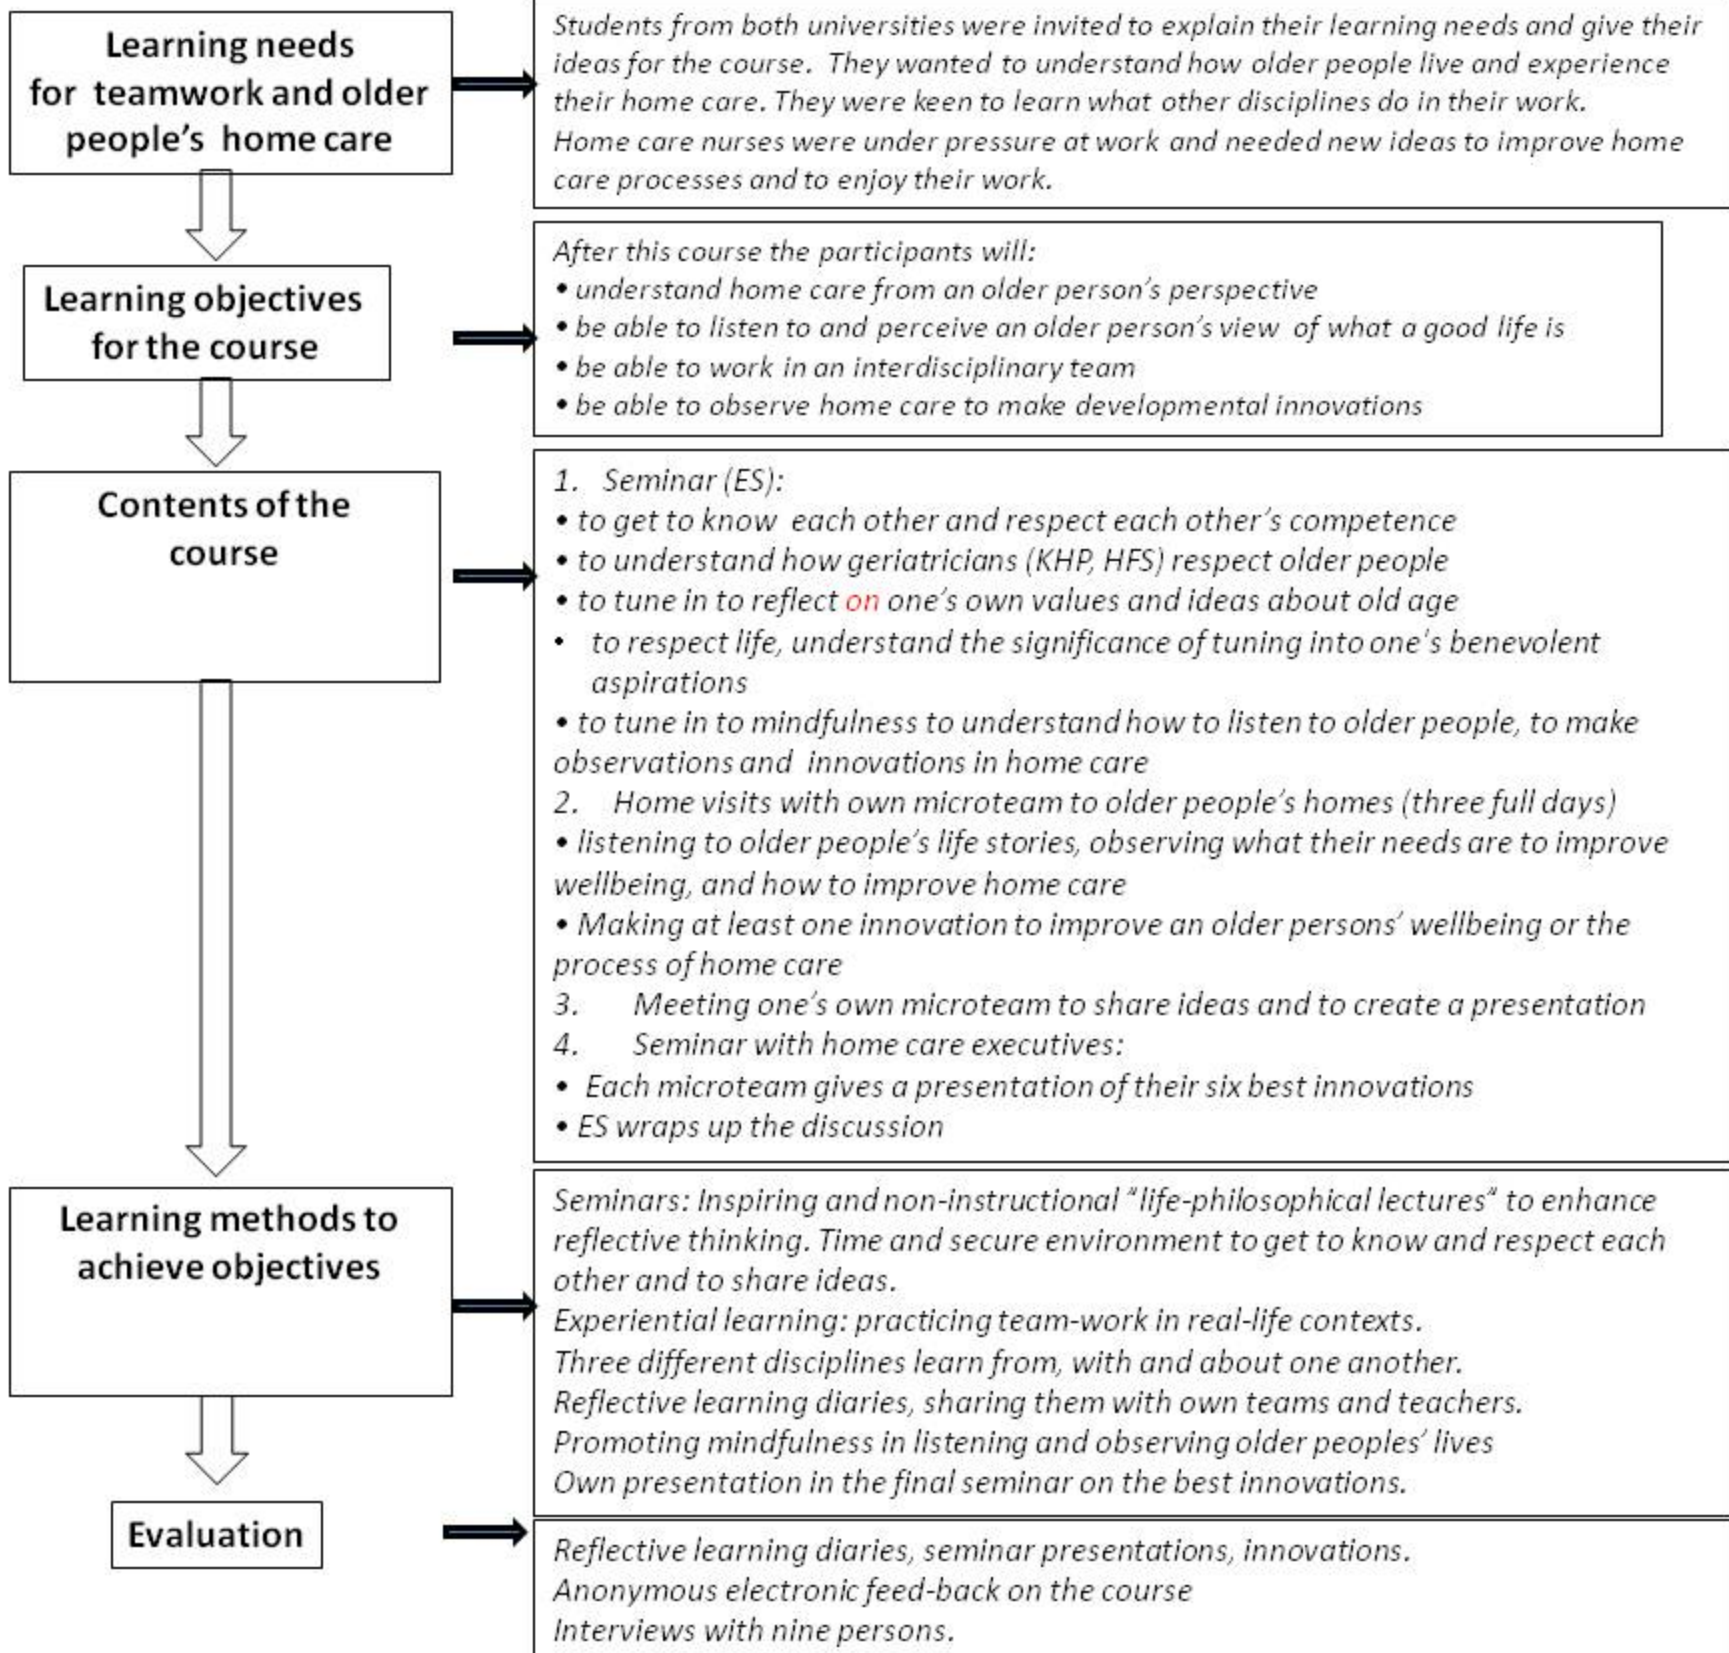 Learning needs
for teamwork and older
people's home care
Students from both universities were invited to explain their learning needs and give their
ideas for the course. They wanted to understand how older people live and experience
their home care. They were keen to learn what other disciplines do in their work.
Home care nurses were under pressure at work and needed new ideas to improve home
care processes and to enjoy their work.
Learning objectives
for the course
After this course the participants will:
• understand home care from an older person's perspective
• be able to listen to and perceive an older person's view of what a good life is
• be able to work in an interdisciplinary team
• be able to observe home care to make developmental innovations
Contents of the
course
1. Seminar (ES):
• to get to know each other and respect each other's competence
• to understand how geriatricians (KHP, HFS) respect older people
• to tune in to reflect on one's own values and ideas about old age
• to respect life, understand the significance of tuning into one's benevolent
aspirations
• to tune in to mindfulness to understand how to listen to older people, to make
observations and innovations in home care
2. Home visits with own microteam to older people's homes (three full days)
• listening to older people's life stories, observing what their needs are to improve
wellbeing, and how to improve home care
• Making at least one innovation to improve an older persons' wellbeing or the
process of home care
3. Meeting one's own microteam to share ideas and to create a presentation
4. Seminar with home care executives:
• Each microteam gives a presentation of their six best innovations
• ES wraps up the discussion
Learning methods to
achieve objectives
Seminars: Inspiring and non-instructional "life-philosophical lectures" to enhance
reflective thinking. Time and secure environment to get to know and respect each
other and to share ideas.
Experiential learning: practicing team-work in real-life contexts.
Three different disciplines learn from, with and about one another.
Reflective learning diaries, sharing them with own teams and teachers.
Promoting mindfulness in listening and observing older peoples' lives
Own presentation in the final seminar on the best innovations.
Evaluation
Reflective learning diaries, seminar presentations, innovations.
Anonymous electronic feed-back on the course
Interviews with nine persons.